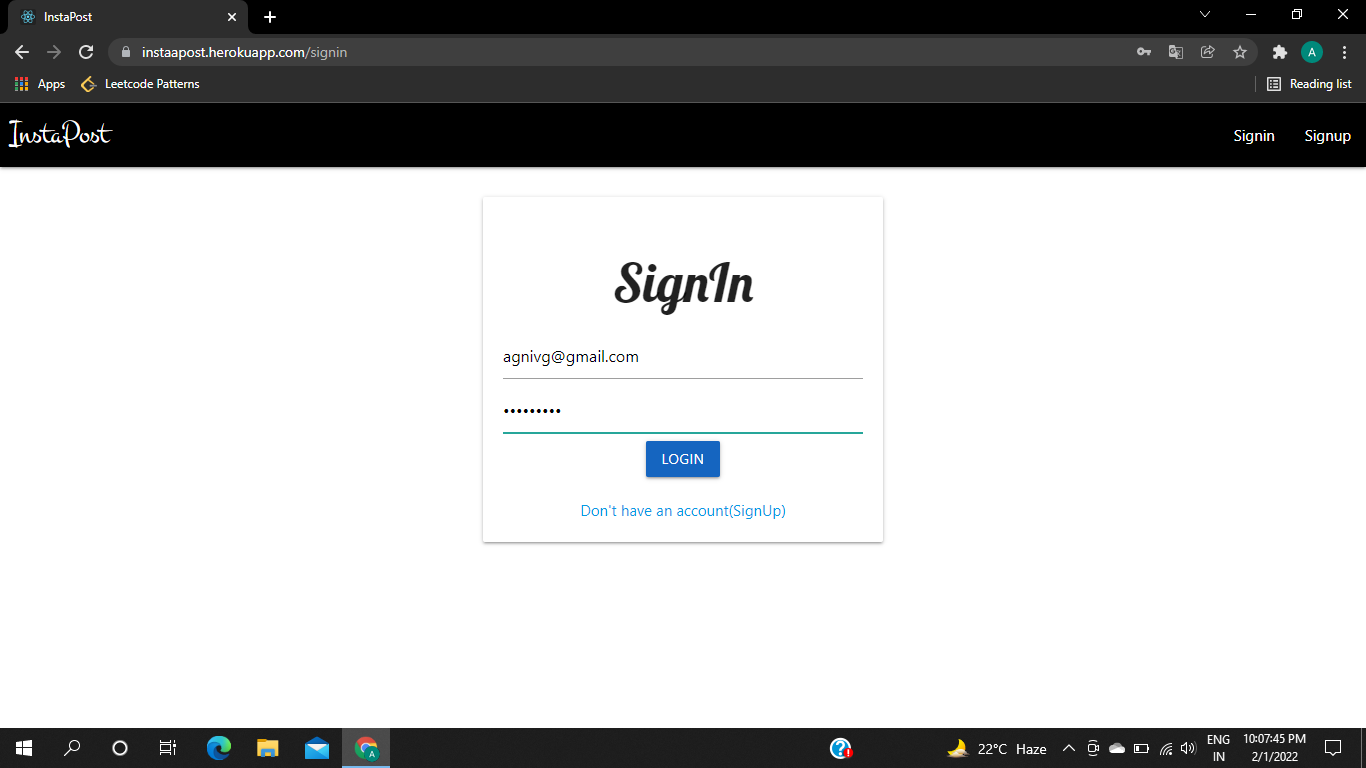 InstaPost
instaapost.herokuapp.com/signin
A
Apps
Leetcode Patterns
Reading list
InstaPost
Signin
Signup
SignIn
agnivg@gmail.com
•••••••••
LOGIN
Don't have an account(SignUp)
A
22°C Haze
ENG
IN
10:07:45 PM
2/1/2022